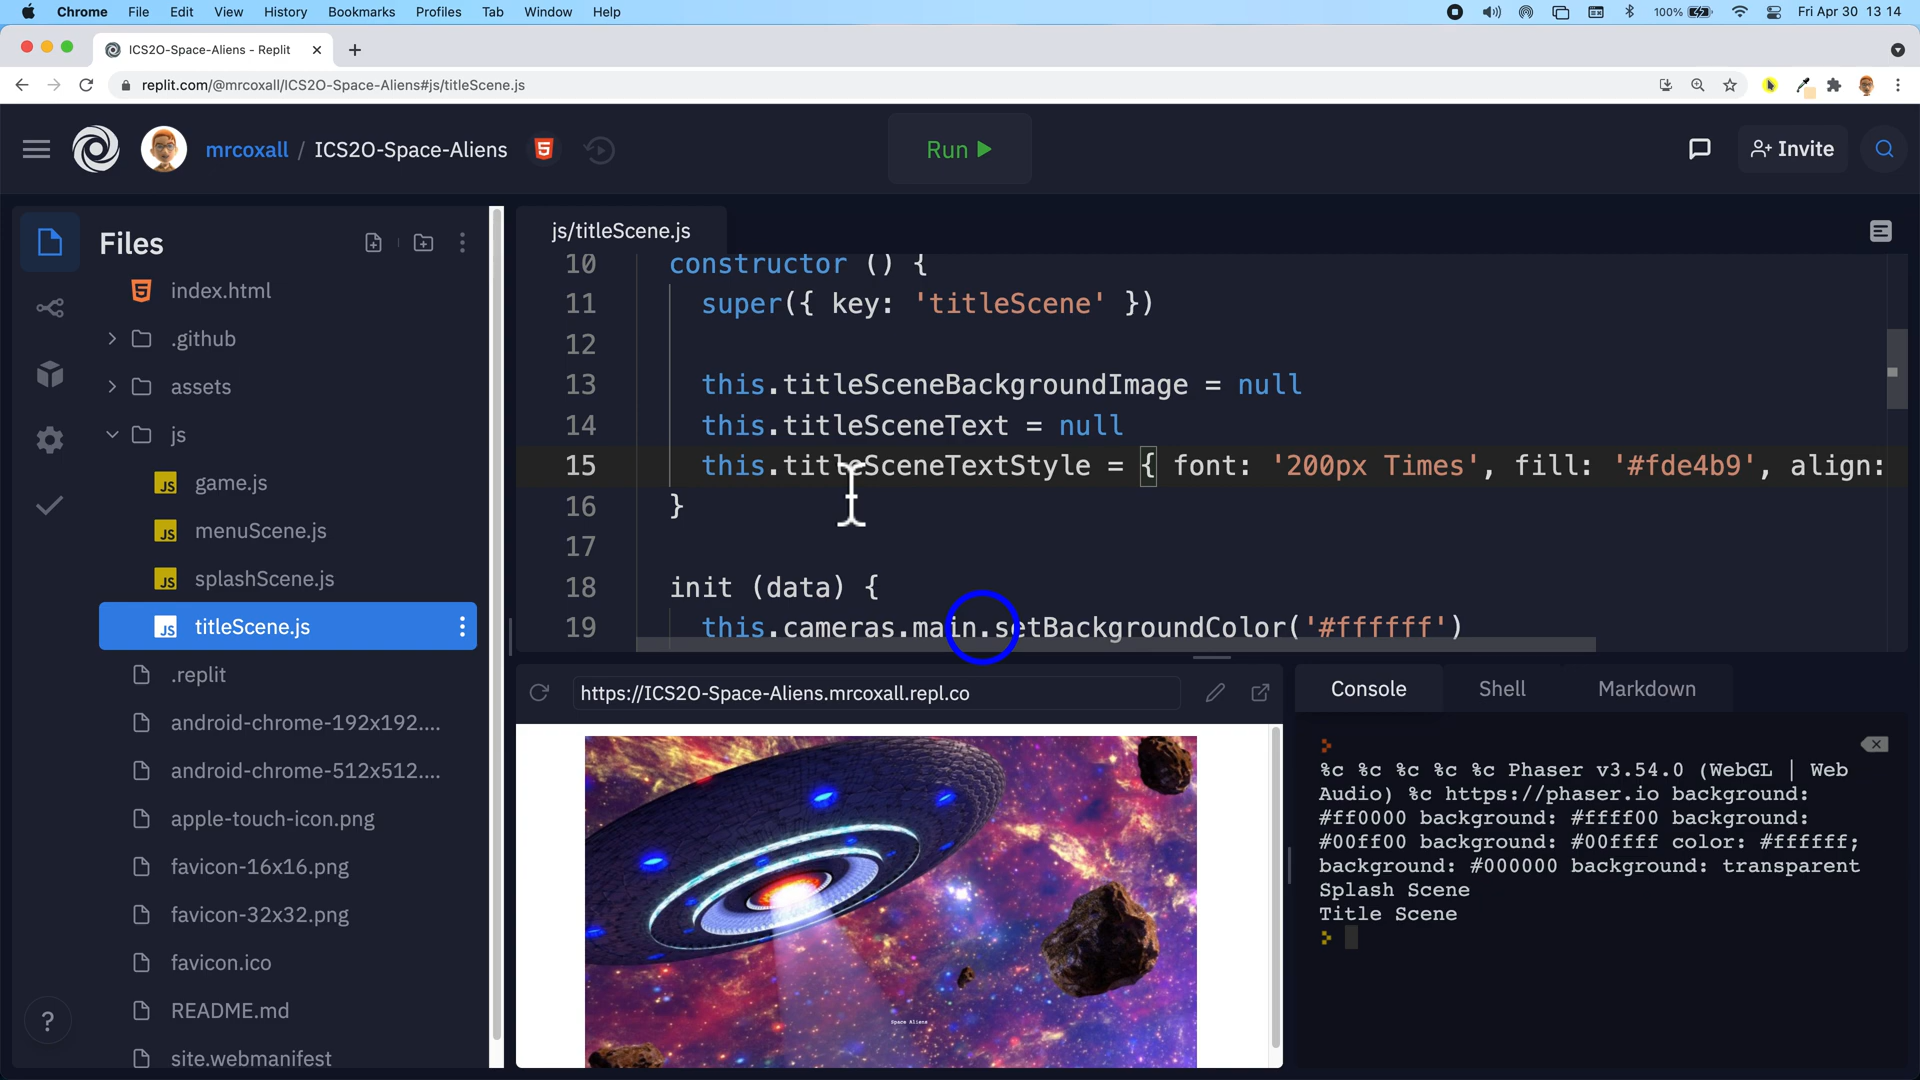 Chrome File Edit View History Bookmarks Profiles Tab Window Help 100% Fri Apr 30 13 14
ICS2O-Space-Aliens - Replit
replit.com/@mrcoxall/ICS2O-Space-Aliens#js/titleScene.js
mrcoxall / ICS2O-Space-Aliens
Run
Invite
Files
index.html
.github
assets
js
game.js
menuScene.js
splashScene.js
titleScene.js
.replit
android-chrome-192x192....
android-chrome-512x512....
apple-touch-icon.png
favicon-16x16.png
favicon-32x32.png
favicon.ico
README.md
site.webmanifest
?
js/titleScene.js
10 constructor () {
11 super({ key: 'titleScene' })
12
13 this.titleSceneBackgroundImage = null
14 this.titleSceneText = null
15 this.titleSceneTextStyle = { font: '200px Times', fill: '#fde4b9', align:
16 }
17
18 init (data) {
19 this.cameras.main.setBackgroundColor('#ffffff')
https://ICS2O-Space-Aliens.mrcoxall.repl.co
Space Aliens
Console Shell Markdown
%c %c %c %c %c Phaser v3.54.0 (WebGL | Web
Audio) %c https://phaser.io background:
#ff0000 background: #ffff00 background:
#00ff00 background: #00ffff color: #ffffff;
background: #000000 background: transparent
Splash Scene
Title Scene